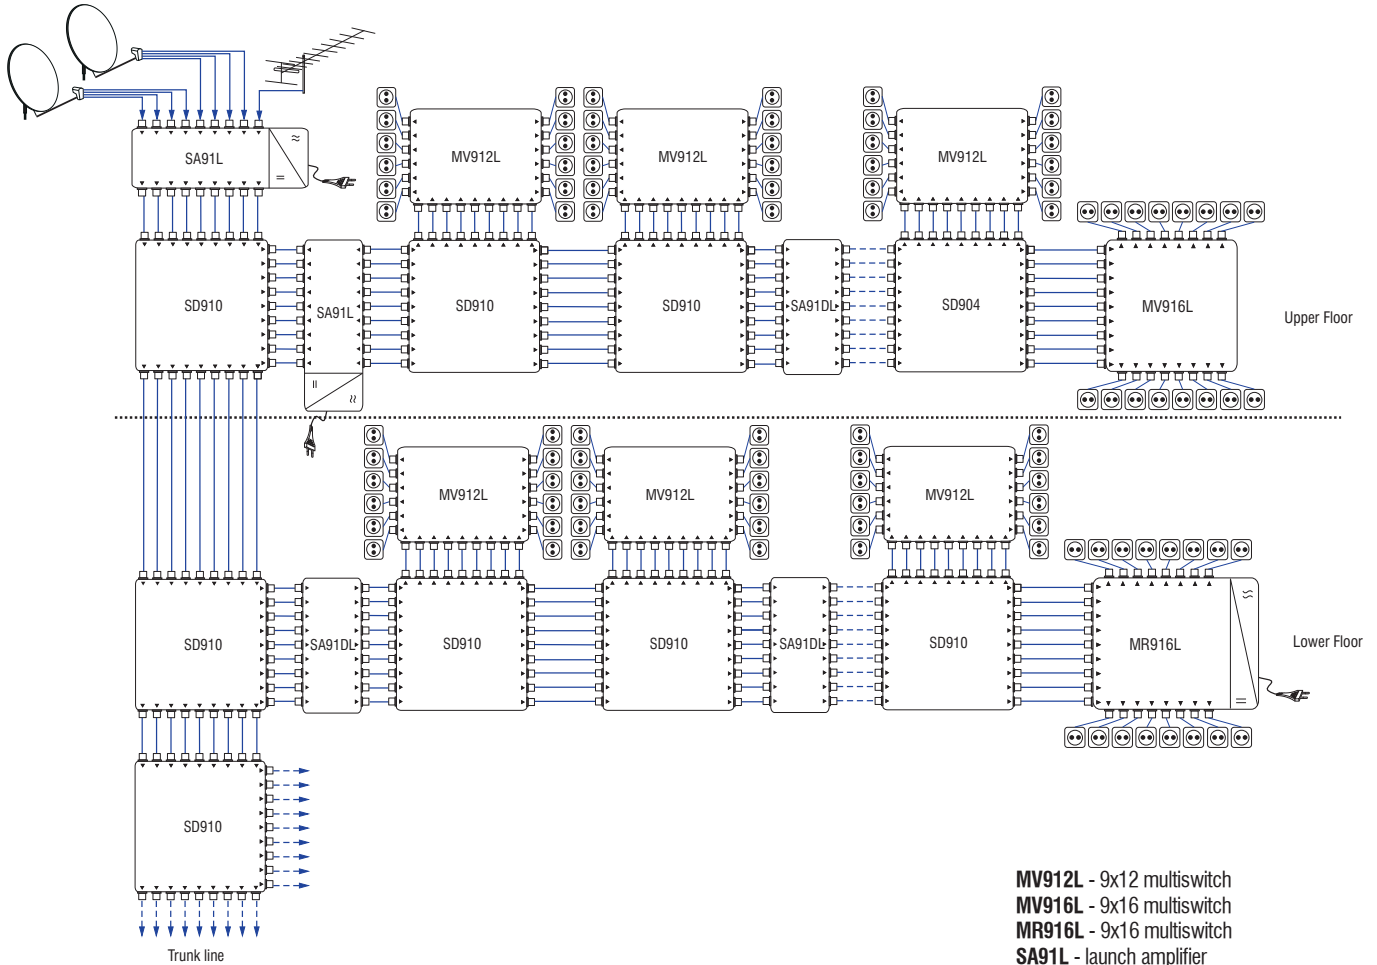 SA91L
MV912L
MV912L
MV912L
SD910
SA91L
SD910
SD910
SA91DL
SD904
MV916L
Upper Floor
MV912L
MV912L
MV912L
SD910
SA91DL
SD910
SD910
SA91DL
SD910
MR916L
Lower Floor
SD910
Trunk line
MV912L - 9x12 multiswitch
MV916L - 9x16 multiswitch
MR916L - 9x16 multiswitch
SA91L - launch amplifier